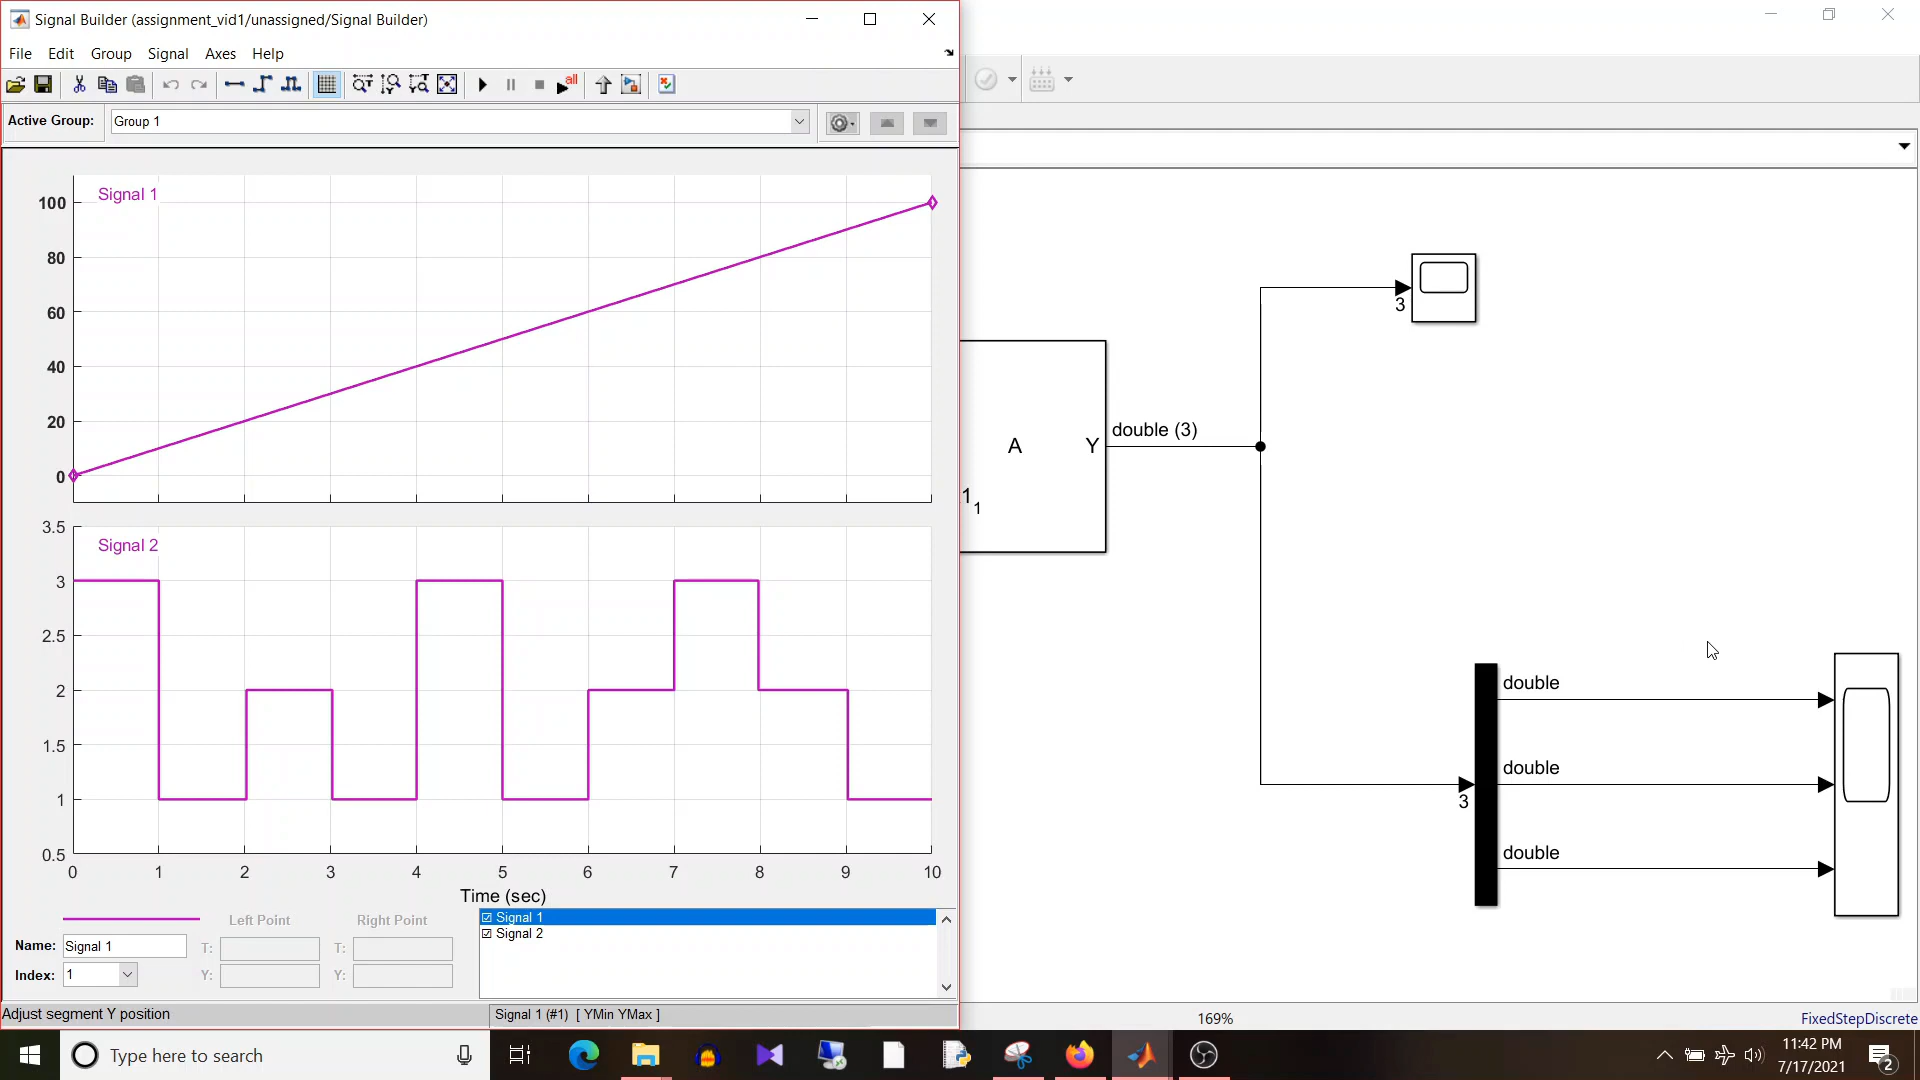 Signal Builder (assignment_vid1/unassigned/Signal Builder)
File Edit Group Signal Axes Help
all
Active Group: Group 1
Signal 1
100
80
60
40
20
0
Signal 2
3.5
3
2.5
2
1.5
1
0.5
0 1 2 3 4 5 6 7 8 9 10
Time (sec)
Left Point Right Point
Name: Signal 1 T: T:
Index: 1 Y: Y:
Signal 1
Signal 2
Adjust segment Y position
Signal 1 (#1) [ YMin YMax ]
A
Y
1
1
double (3)
3
3
double
double
double
169%
FixedStepDiscrete
Type here to search
11:42 PM
7/17/2021
2